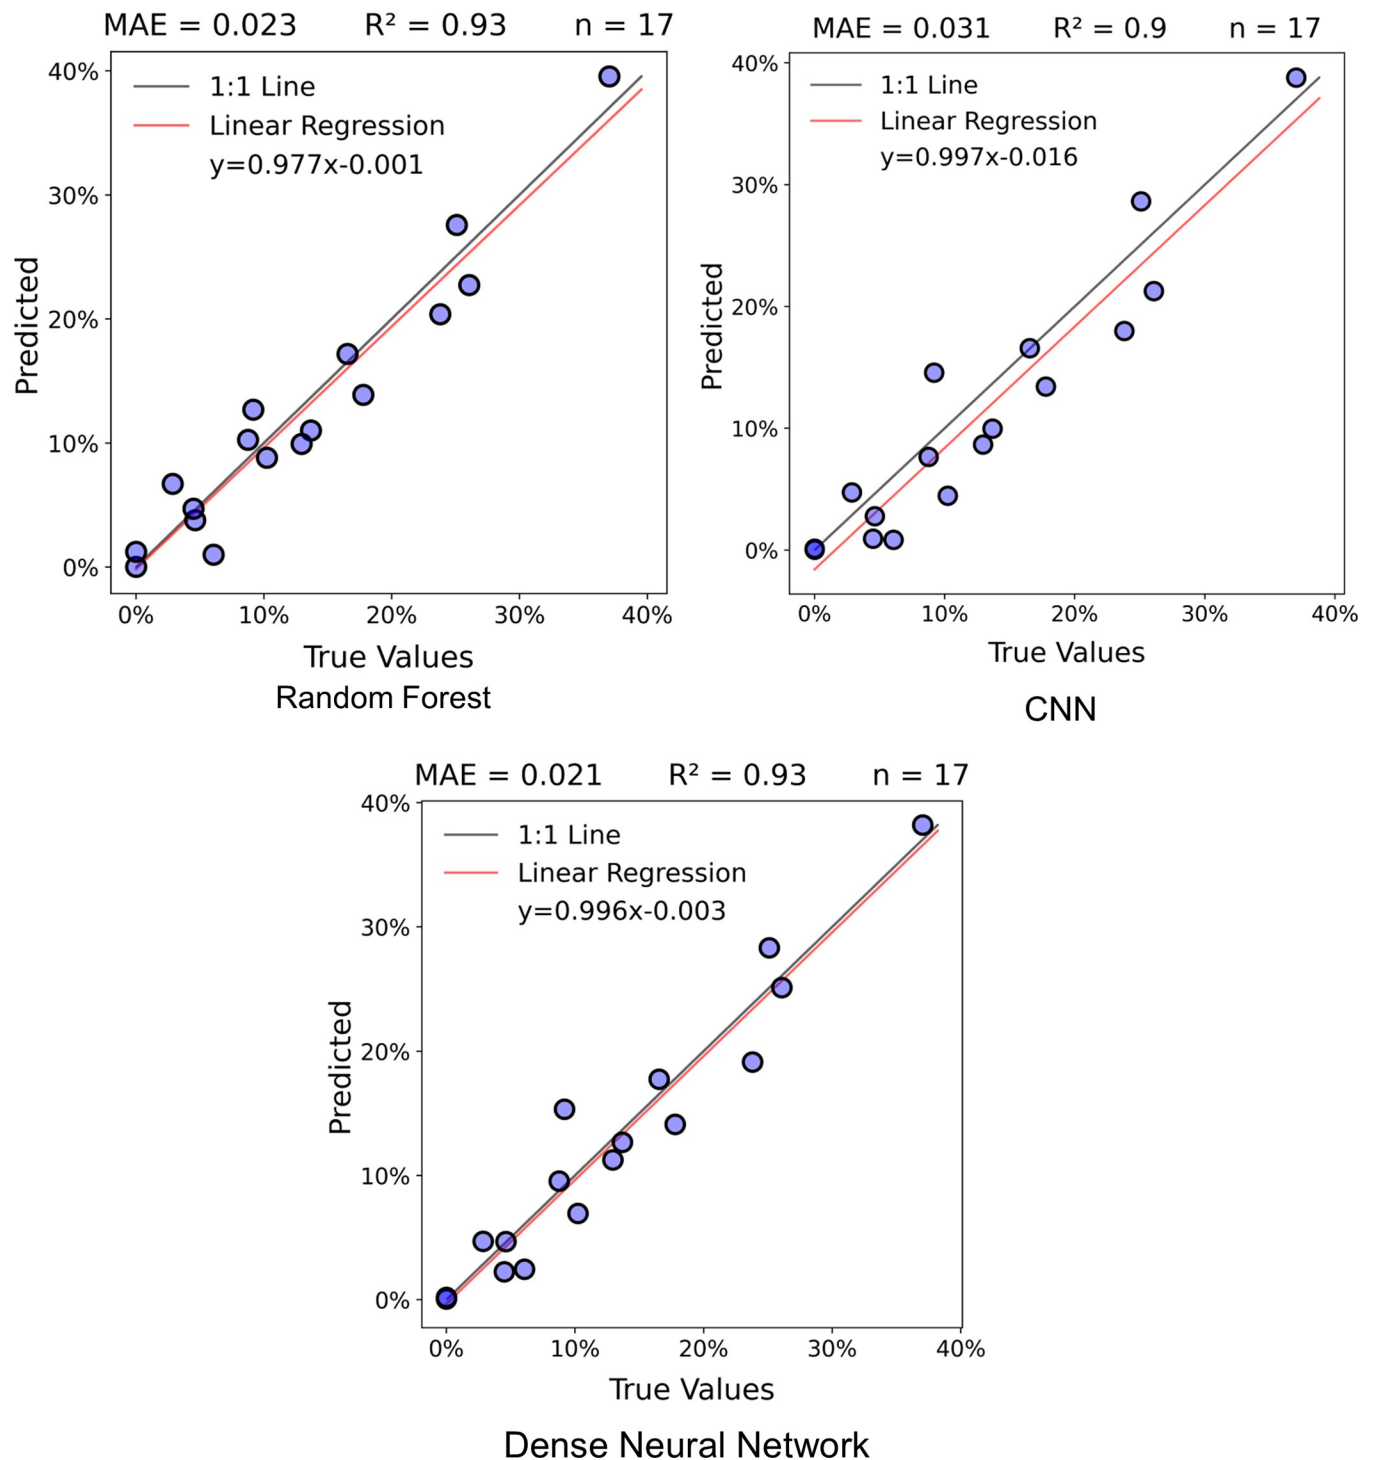 MAE = 0.023 R² = 0.93 n = 17
40%
1:1 Line
Linear Regression
y=0.977x-0.001
30%
20%
10%
0%
Predicted
0% 10% 20% 30% 40%
True Values
Random Forest
MAE = 0.031 R² = 0.9 n = 17
40%
1:1 Line
Linear Regression
y=0.997x-0.016
30%
20%
10%
0%
Predicted
0% 10% 20% 30% 40%
True Values
CNN
MAE = 0.021 R² = 0.93 n = 17
40%
1:1 Line
Linear Regression
y=0.996x-0.003
30%
20%
10%
0%
Predicted
0% 10% 20% 30% 40%
True Values
Dense Neural Network